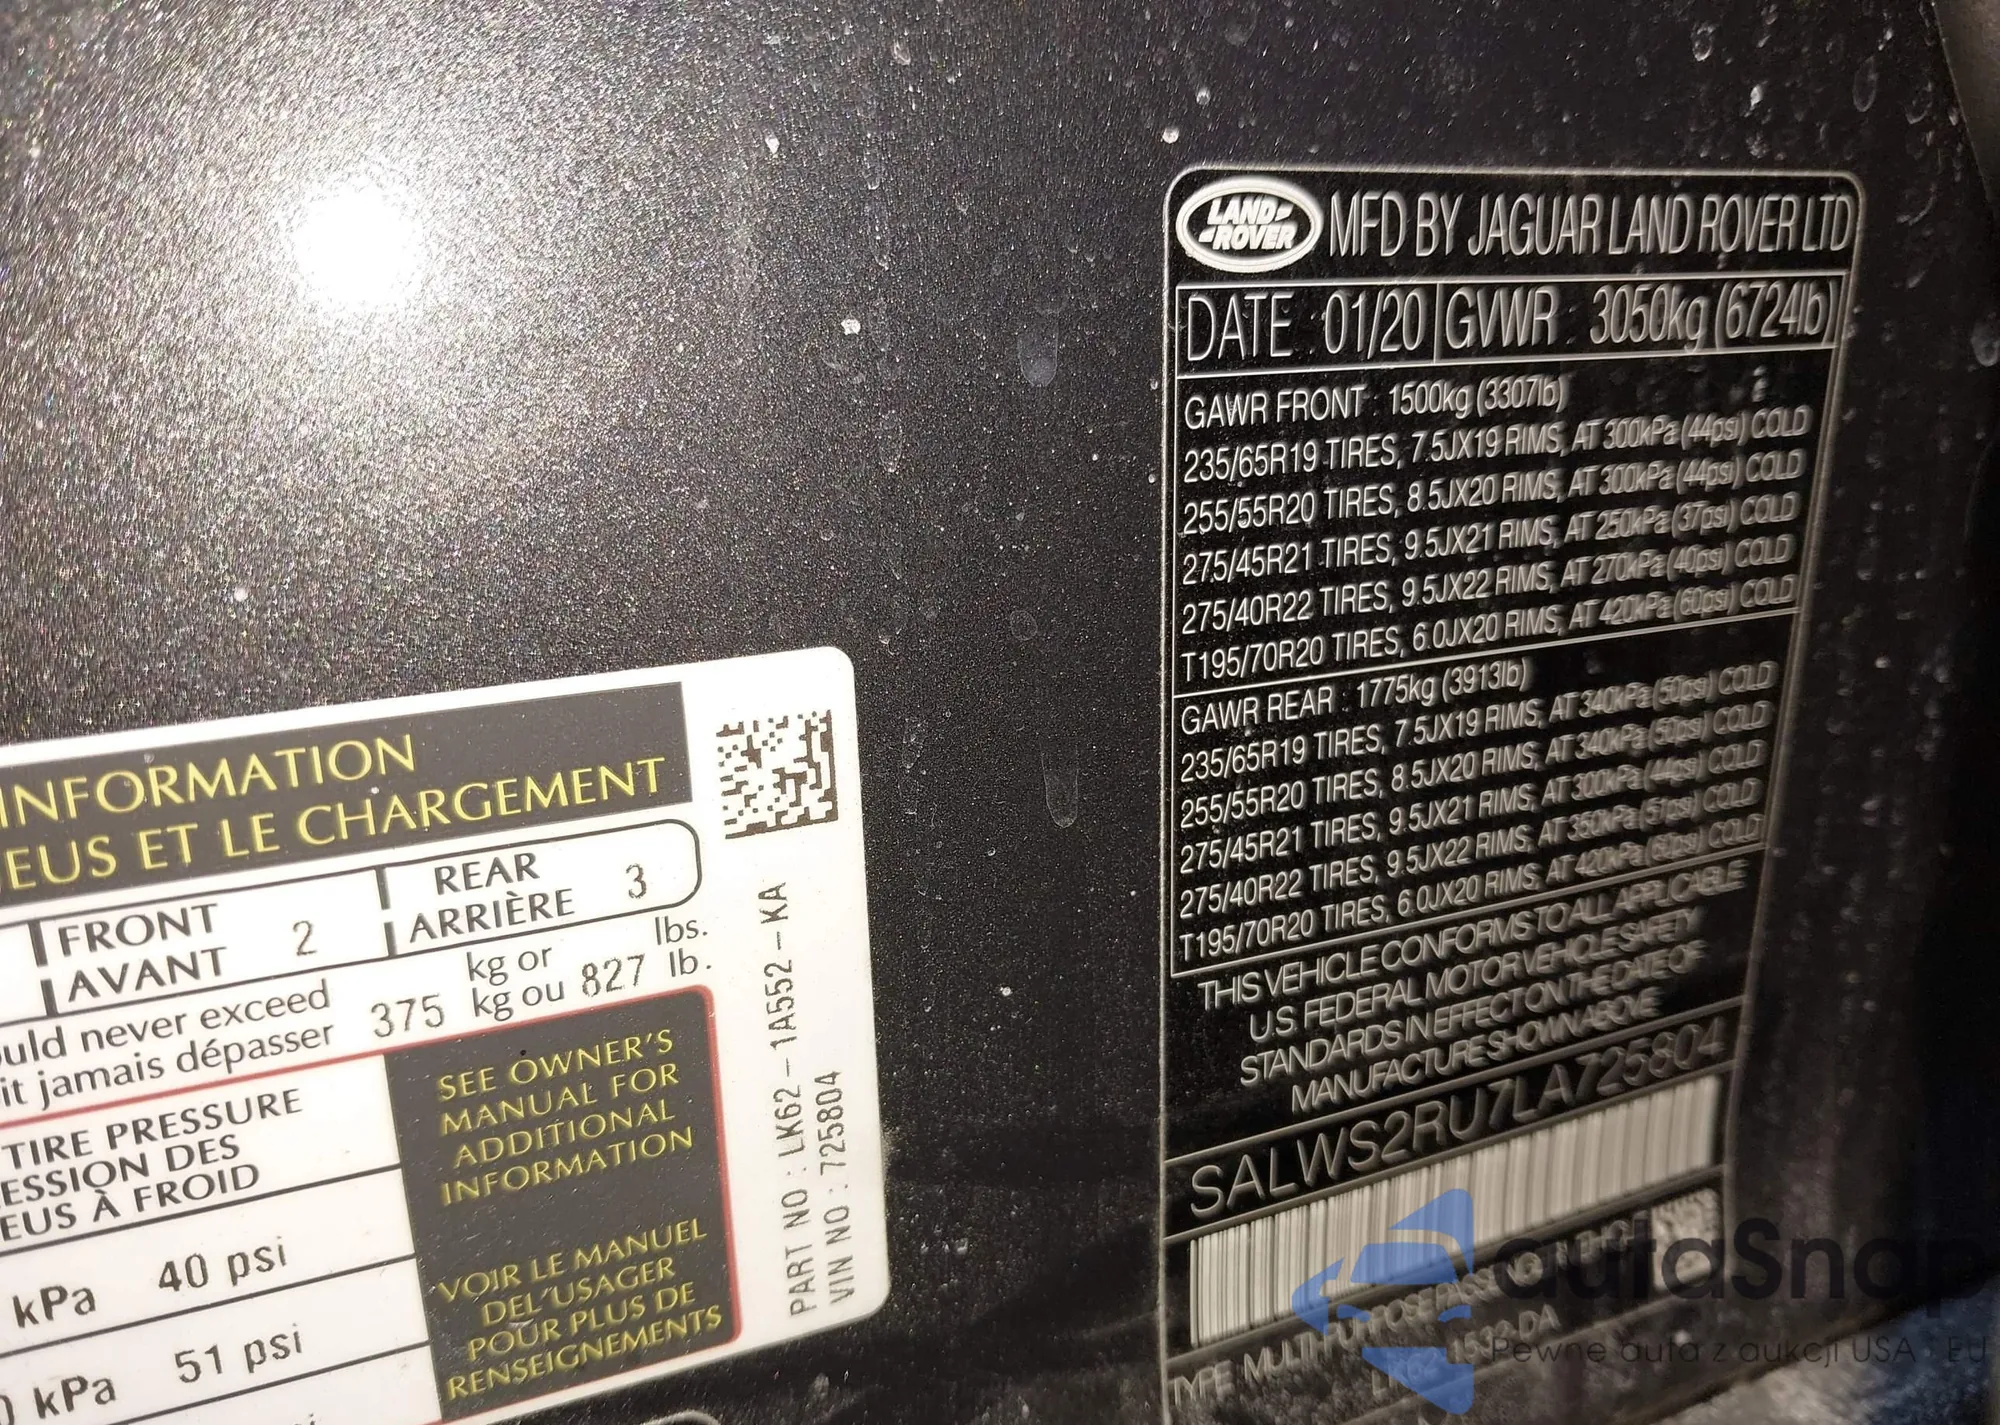 INFORMATION
EUS ET LE CHARGEMENT
FRONT
AVANT 2
REAR
ARRIÈRE 3
uld never exceed
it jamais dépasser
375
kg or
kg ou
827
lbs.
lb.
TIRE PRESSURE
ESSION DES
EUS À FROID
kPa 40 psi
kPa 51 psi
SEE OWNER'S
MANUAL FOR
ADDITIONAL
INFORMATION
VOIR LE MANUEL
DEL'USAGER
POUR PLUS DE
RENSEIGNEMENTS
PART NO : LK62-1A552-KA
VIN NO : 725804
LAND ROVER
MFD BY JAGUAR LAND ROVER LTD
DATE : 01/20 GVWR : 3050kg (6724lb)
GAWR FRONT : 1500kg (3307lb)
235/65R19 TIRES, 7.5JX19 RIMS, AT 300kPa (44psi) COLD
255/55R20 TIRES, 8.5JX20 RIMS, AT 300kPa (44psi) COLD
275/45R21 TIRES, 9.5JX21 RIMS, AT 250kPa (37psi) COLD
275/40R22 TIRES, 9.5JX22 RIMS, AT 270kPa (40psi) COLD
T195/70R20 TIRES, 6.0JX20 RIMS, AT 420kPa (60psi) COLD
GAWR REAR : 1775kg (3913lb)
235/65R19 TIRES, 7.5JX19 RIMS, AT 340kPa (50psi) COLD
255/55R20 TIRES, 8.5JX20 RIMS, AT 340kPa (50psi) COLD
275/45R21 TIRES, 9.5JX21 RIMS, AT 300kPa (44psi) COLD
275/40R22 TIRES, 9.5JX22 RIMS, AT 350kPa (51psi) COLD
T195/70R20 TIRES, 6.0JX20 RIMS, AT 420kPa (60psi) COLD
THIS VEHICLE CONFORMS TO ALL APPLICABLE
U.S. FEDERAL MOTOR VEHICLE SAFETY
STANDARDS IN EFFECT ON THE DATE OF
MANUFACTURE SHOWN ABOVE
SALWS2RU7LA725804
TYPE MULTI-PURPOSE PASSENGER
autaSnap
Pewne auta z aukcji USA EU